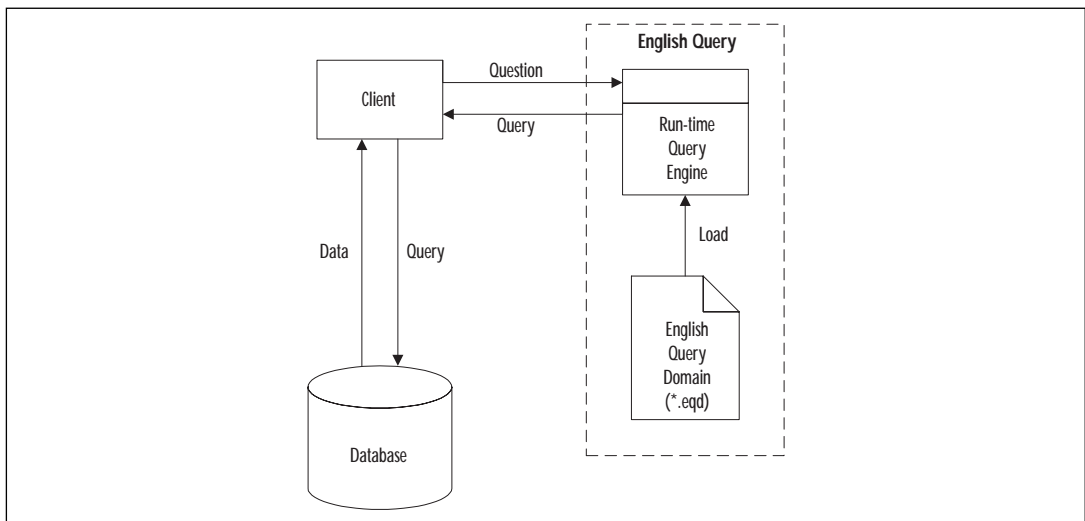 English Query
Question
Client
Query
Run-time
Query
Engine
Load
Data
Query
English
Query
Domain
(*.eqd)
Database